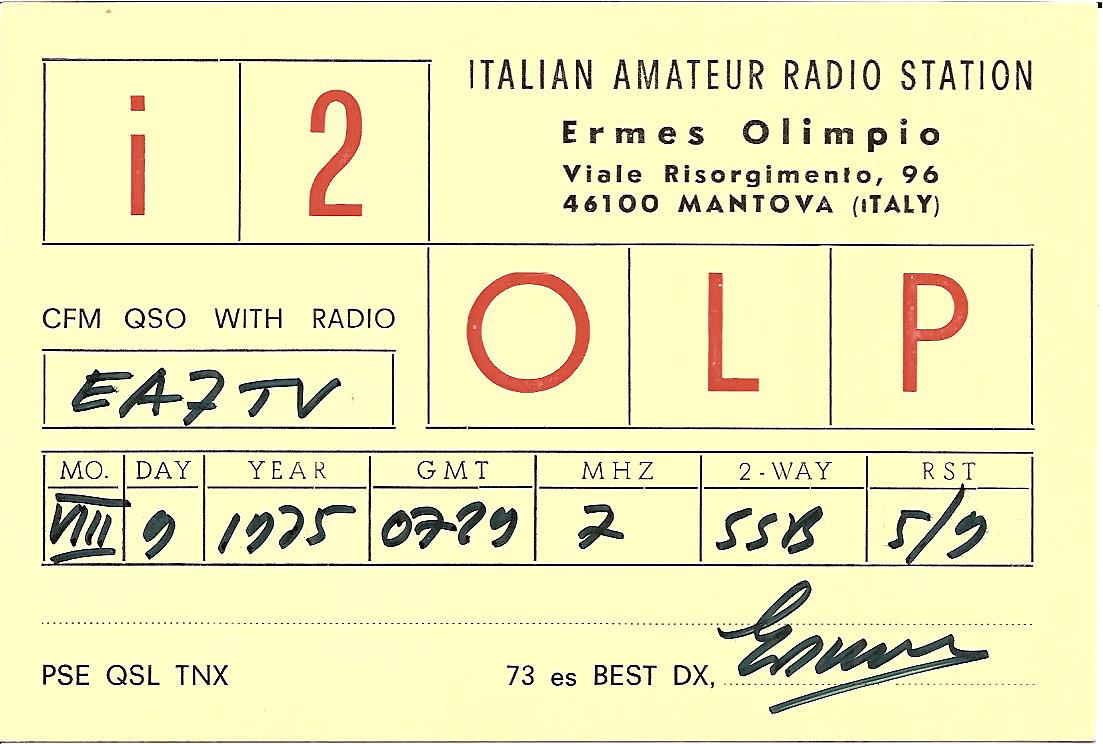 i 2
ITALIAN AMATEUR RADIO STATION
Ermes Olimpio
Viale Risorgimento, 96
46100 MANTOVA (iTALY)
O L P
CFM QSO WITH RADIO
EA7TV
MO. DAY YEAR GMT MHZ 2-WAY RST
VIII 9 1975 0729 7 SSB 5/9
PSE QSL TNX 73 es BEST DX, Ermes